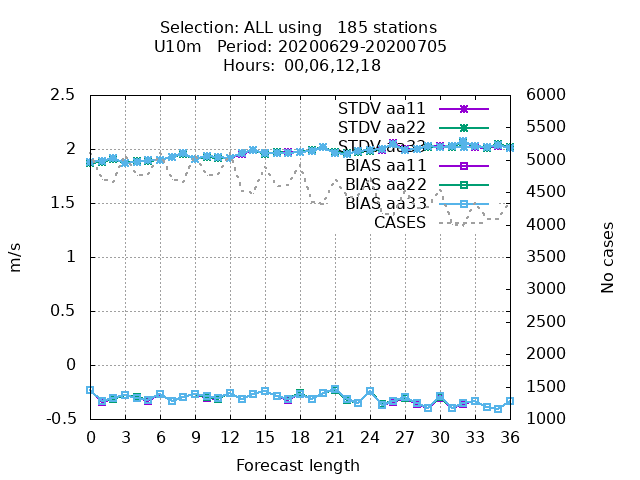 Selection: ALL using   185 stations
U10m   Period: 20200629-20200705
Hours: 00,06,12,18
2.5
2
1.5
1
0.5
0
-0.5
m/s
6000
5500
5000
4500
4000
3500
3000
2500
2000
1500
1000
No cases
STDV aa11
STDV aa22
STDV aa33
BIAS aa11
BIAS aa22
BIAS aa33
CASES
0 3 6 9 12 15 18 21 24 27 30 33 36
Forecast length